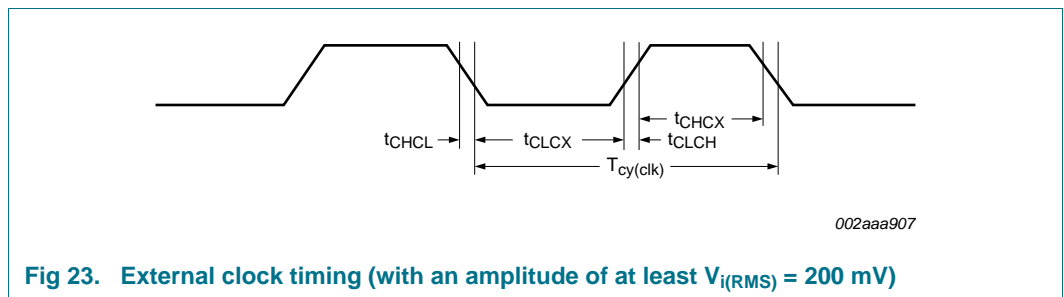 tCHCX
tCHCL tCLCX tCLCH
Tcy(clk)
002aaa907
Fig 23. External clock timing (with an amplitude of at least Vi(RMS) = 200 mV)